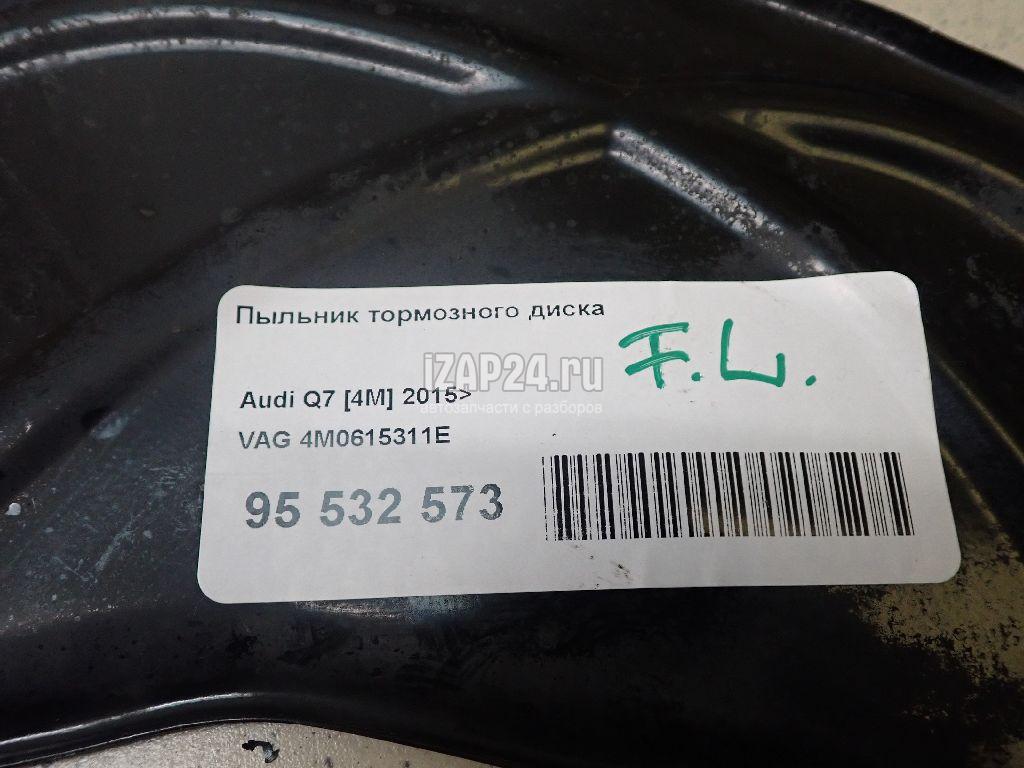 Пыльник тормозного диска
F.L.
iZAP24.ru
Audi Q7 [4M] 2015>
автозапчасти с разборов
VAG 4M0615311E
95 532 573